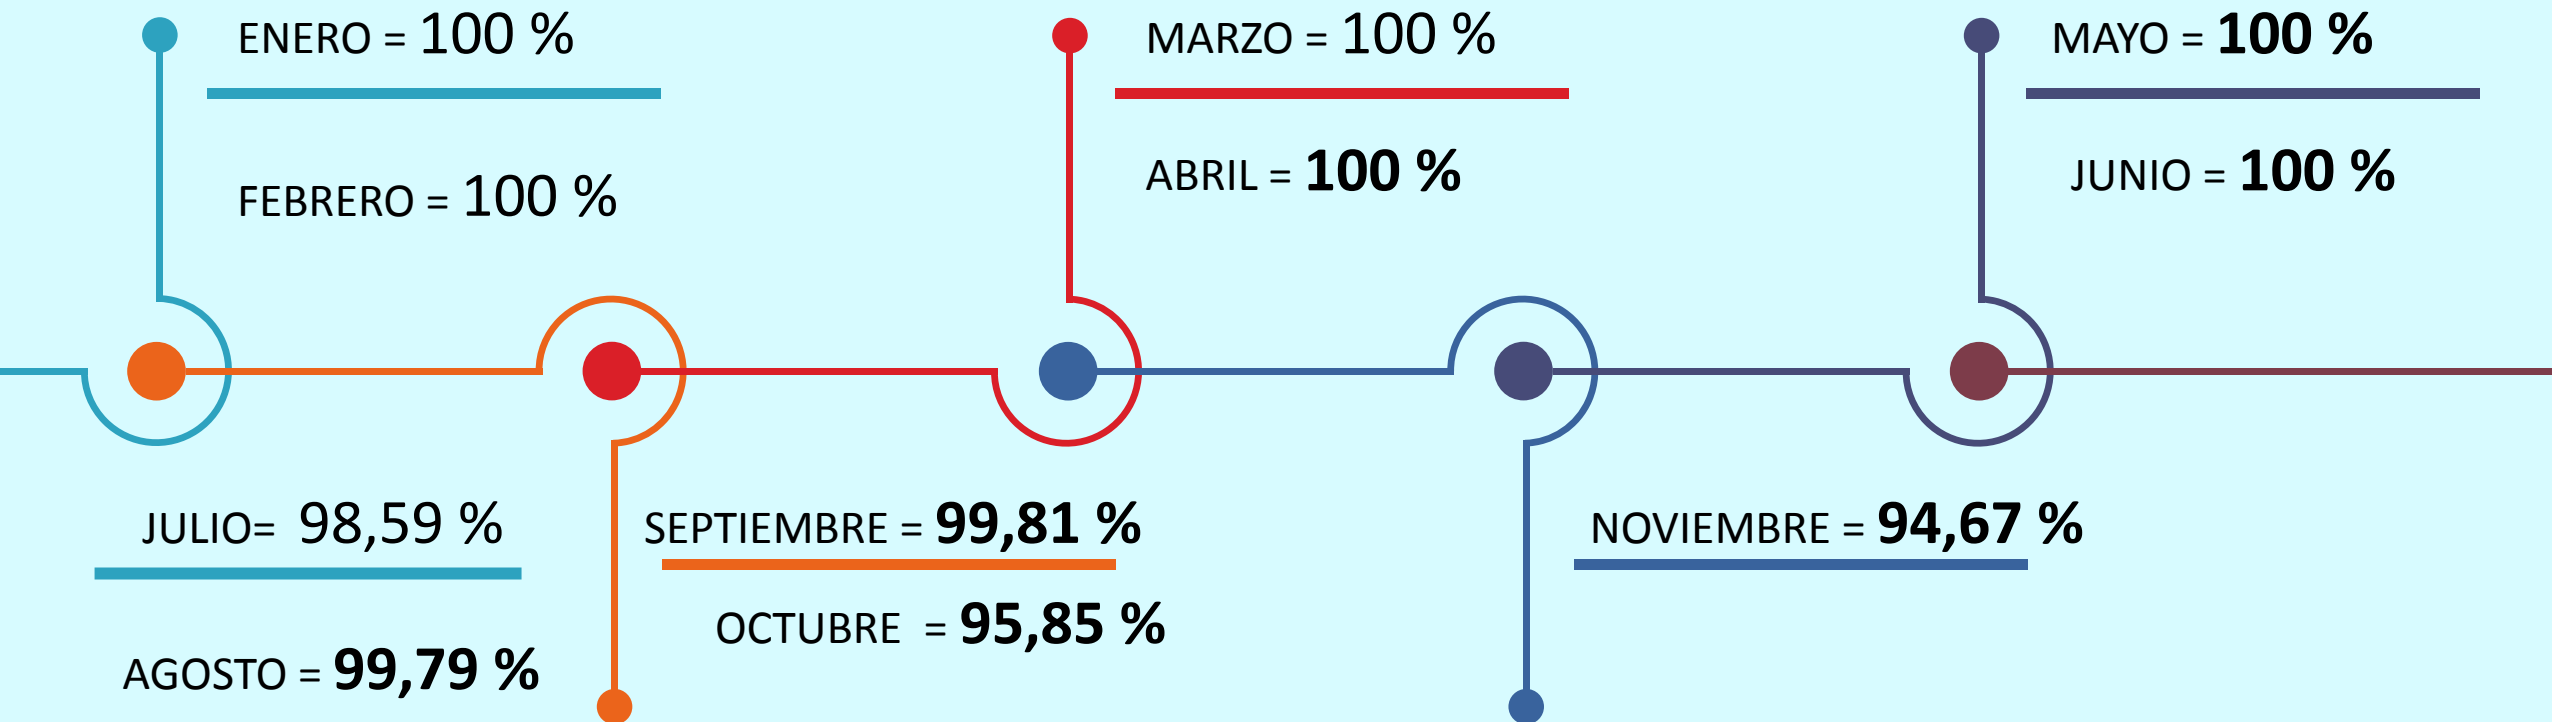 ENERO = 100 %
FEBRERO = 100 %
MARZO = 100 %
ABRIL = 100 %
MAYO = 100 %
JUNIO = 100 %
JULIO= 98,59 %
AGOSTO = 99,79 %
SEPTIEMBRE = 99,81 %
OCTUBRE = 95,85 %
NOVIEMBRE = 94,67 %